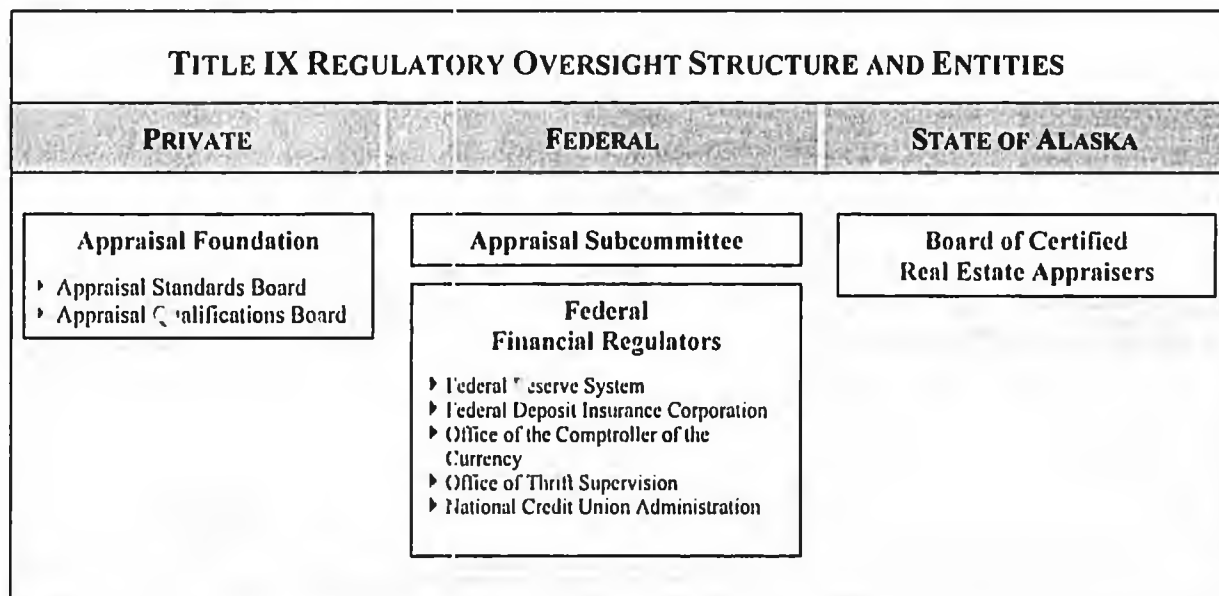 TITLE IX REGULATORY OVERSIGHT STRUCTURE AND ENTITIES
PRIVATE
FEDERAL
STATE OF ALASKA
Appraisal Foundation
Appraisal Standards Board
Appraisal Qualifications Board
Appraisal Subcommittee
Federal
Financial Regulators
Federal Reserve System
Federal Deposit Insurance Corporation
Office of the Comptroller of the
Currency
Office of Thrift Supervision
National Credit Union Administration
Board of Certified
Real Estate Appraisers